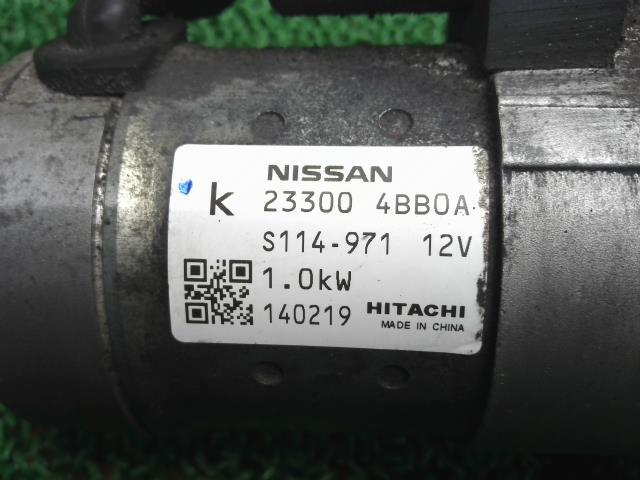 NISSAN
k 23300 4BB0A
S114-971 12V
1.0kW
140219 HITACHI
MADE IN CHINA